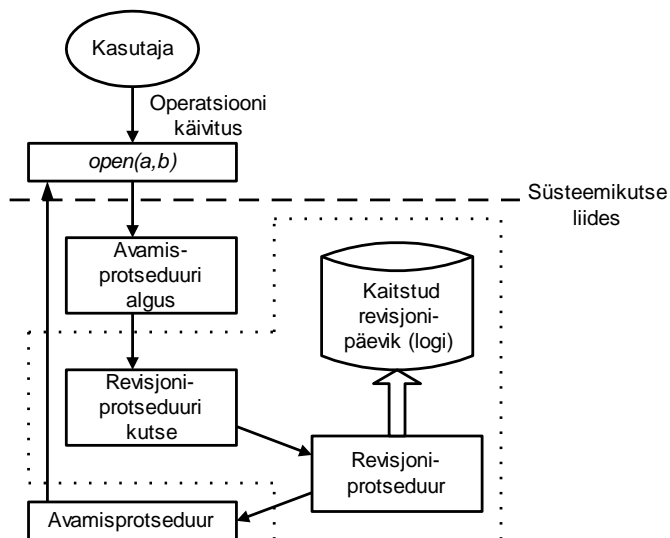 Kasutaja
Operatsiooni
käivitus
open(a,b)
Süsteemikutse
liides
Avamis-
protseduuri
algus
Kaitstud
revisjoni-
päevik (logi)
Revisjoni-
protseduuri
kutse
Revisjoni-
protseduur
Avamisprotseduur